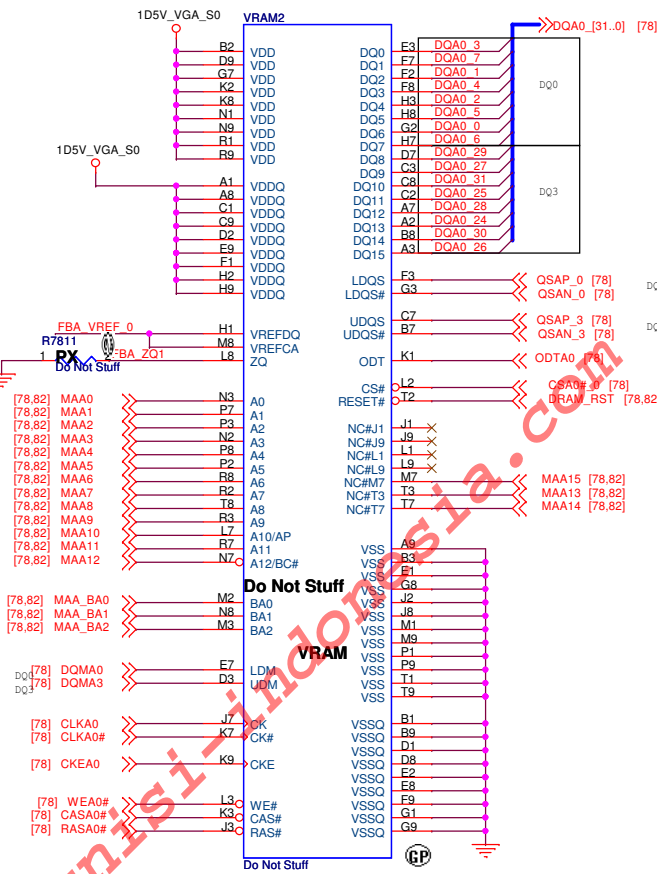 1D5V_VGA_S0
VRAM2
DQA0_[31..0] [78]
B2 VDD DQ0 E3 DQA0_3
D9 VDD DQ1 F7 DQA0_7
G7 VDD DQ2 F2 DQA0_1
K2 VDD DQ3 F8 DQA0_4 DQ0
K8 VDD DQ4 H3 DQA0_2
N1 VDD DQ5 H8 DQA0_5
N9 VDD DQ6 G2 DQA0_0
R1 VDD DQ7 H7 DQA0_6
R9 VDD DQ8 D7 DQA0_29
1D5V_VGA_S0
DQ9 C3 DQA0_27
A1 VDDQ DQ10 C8 DQA0_31
A8 VDDQ DQ11 C2 DQA0_25 DQ3
C1 VDDQ DQ12 A7 DQA0_28
C9 VDDQ DQ13 A2 DQA0_24
D2 VDDQ DQ14 B8 DQA0_30
E9 VDDQ DQ15 A3 DQA0_26
F1 VDDQ
H2 VDDQ LDQS F3 QSAP_0 [78]
H9 VDDQ LDQS# G3 QSAN_0 [78]
UDQS C7 QSAP_3 [78]
FBA_VREF_0 H1 VREFDQ UDQS# B7 QSAN_3 [78]
R7811 M8 VREFCA
1 PX L8 ZQ ODT K1 ODTA0 [78]
Do Not Stuff
CS# L2 CSA0#_0 [78]
RESET# T2 DRAM_RST [78,82
[78,82] MAA0 N3 A0
[78,82] MAA1 P7 A1 NC#J1 J1
[78,82] MAA2 P3 A2 NC#J9 J9
[78,82] MAA3 N2 A3 NC#L1 L1
[78,82] MAA4 P8 A4 NC#L9 L9
[78,82] MAA5 P2 A5 NC#M7 M7 MAA15 [78,82]
[78,82] MAA6 R8 A6 NC#T3 T3 MAA13 [78,82]
[78,82] MAA7 R2 A7 NC#T7 T7 MAA14 [78,82]
[78,82] MAA8 T8 A8
[78,82] MAA9 R3 A9
[78,82] MAA10 L7 A10/AP
[78,82] MAA11 R7 A11 VSS A9
[78,82] MAA12 N7 A12/BC# VSS B3
VSS E1
Do Not Stuff VSS G8
[78,82] MAA_BA0 M2 BA0 VSS J2
[78,82] MAA_BA1 N8 BA1 VSS J8
[78,82] MAA_BA2 M3 BA2 VSS M1
VSS M9
VRAM VSS P1
[78] DQMA0 E7 LDM VSS P9
[78] DQMA3 D3 UDM VSS T1
DQ3 VSS T9
[78] CLKA0 J7 CK VSSQ B1
[78] CLKA0# K7 CK# VSSQ B9
VSSQ D1
[78] CKEA0 K9 CKE VSSQ D8
VSSQ E2
VSSQ E8
[78] WEA0# L3 WE# VSSQ F9
[78] CASA0# K3 CAS# VSSQ G1
[78] RASA0# J3 RAS# VSSQ G9
Do Not Stuff
GP
nisi-indonesia.com